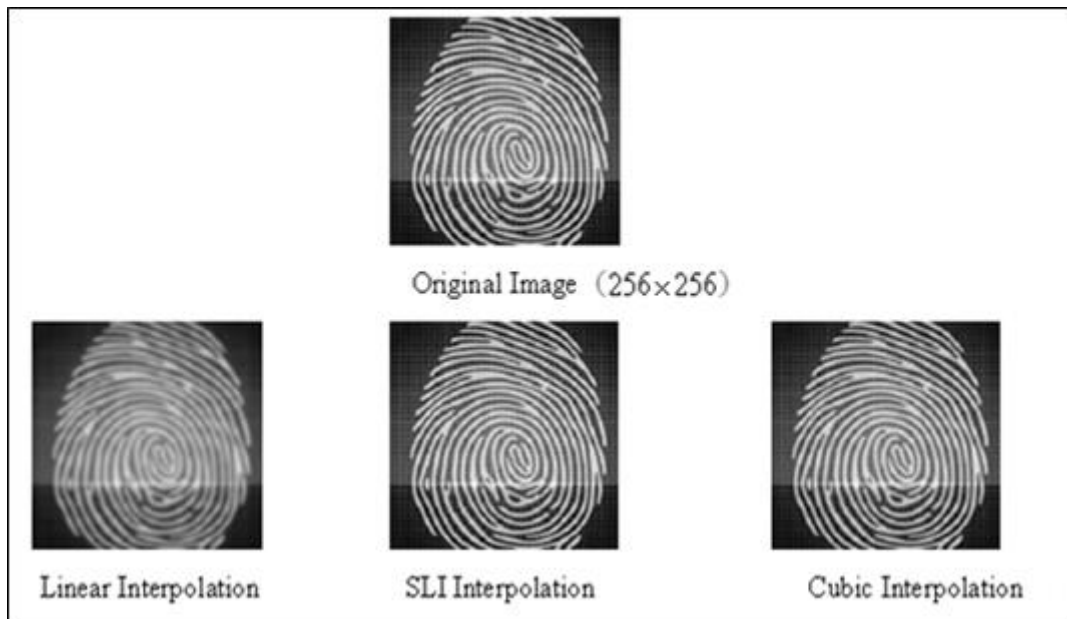 Original Image （256×256）
Linear Interpolation
SLI Interpolation
Cubic Interpolation